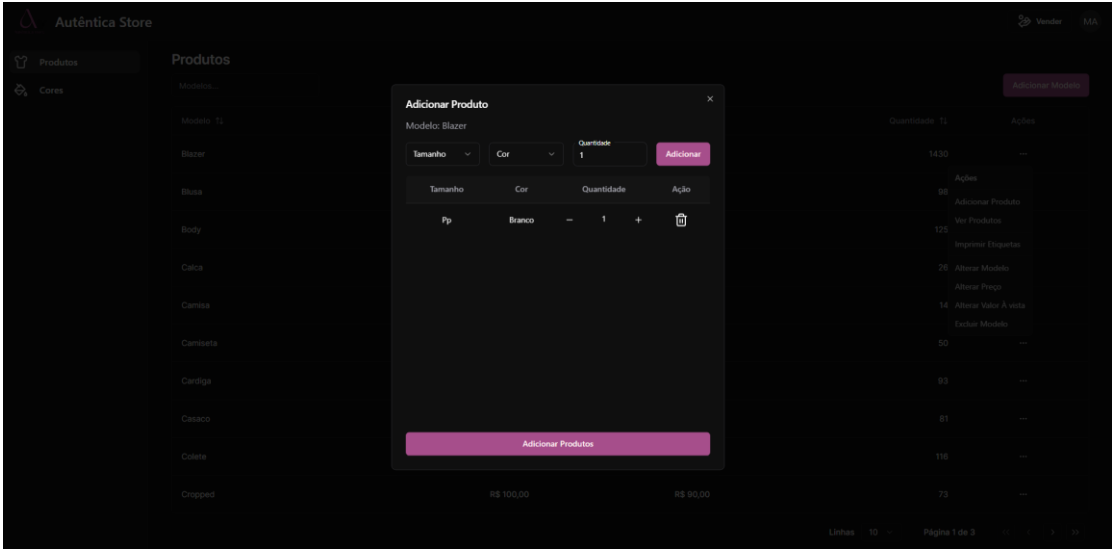 Autêntica Store
Vender MA
Produtos
Cores
Produtos
Modelos...
Adicionar Modelo
Modelo Quantidade Ações
Blazer 1430
Blusa 98
Body 125
Calca 26
Camisa 14
Camiseta 50
Cardiga 93
Casaco 81
Colete 116
Cropped R$ 100,00 R$ 90,00 73
Linhas 10 Página 1 de 3
Ações
Adicionar Produto
Ver Produtos
Imprimir Etiquetas
Alterar Modelo
Alterar Preço
Alterar Valor À vista
Excluir Modelo
Adicionar Produto
Modelo: Blazer
Tamanho Cor Quantidade 1 Adicionar
Tamanho Cor Quantidade Ação
Pp Branco − 1 +
Adicionar Produtos